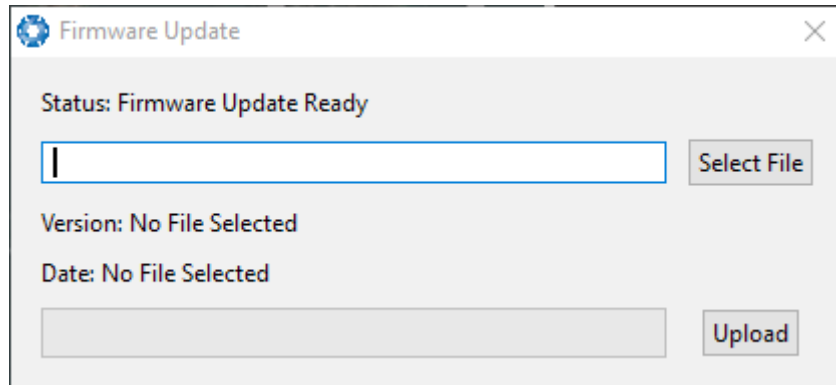 Firmware Update
Status: Firmware Update Ready
Select File
Version: No File Selected
Date: No File Selected
Upload